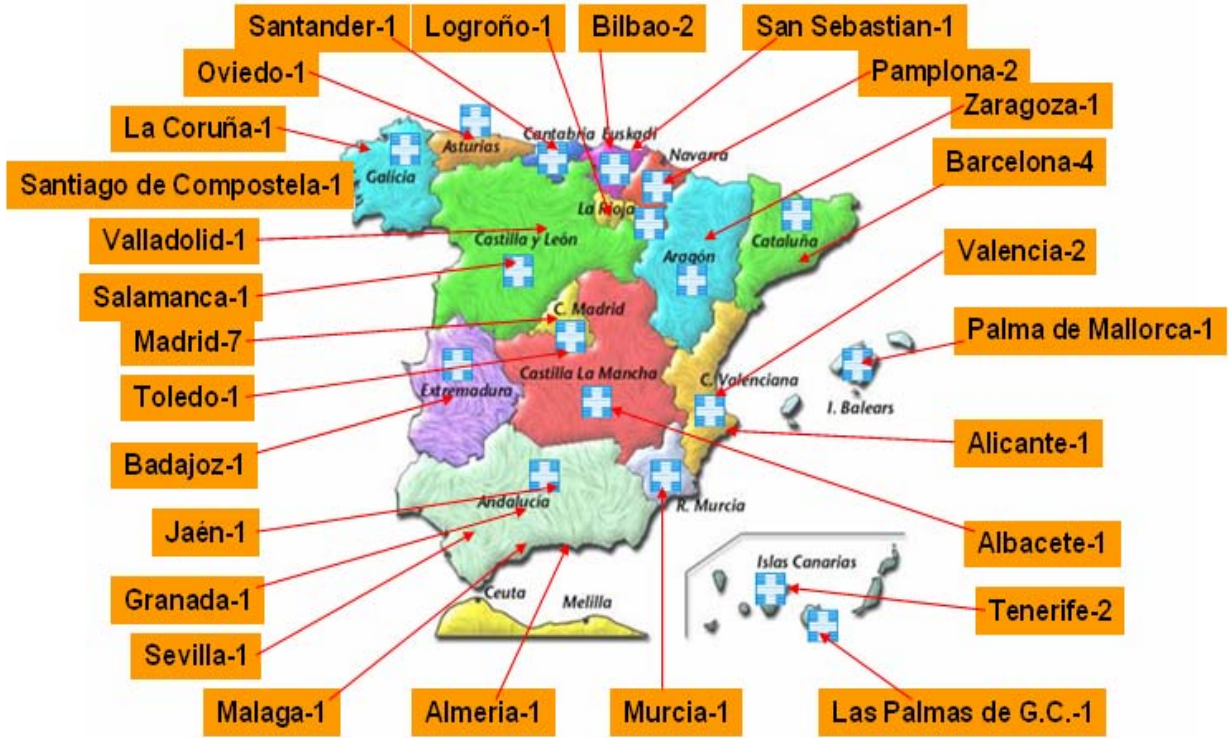 Santander-1
Logroño-1
Bilbao-2
San Sebastian-1
Oviedo-1
Pamplona-2
Zaragoza-1
La Coruña-1
Cantabria
Euskadi
Asturias
Navarra
Barcelona-4
Galicia
Santiago de Compostela-1
La Rioja
Valladolid-1
Castilla y León
Cataluña
Aragón
Valencia-2
Salamanca-1
C. Madrid
Madrid-7
Palma de Mallorca-1
Castilla La Mancha
C. Valenciana
Toledo-1
Extremadura
I. Balears
Alicante-1
Badajoz-1
Andalucía
R. Murcia
Jaén-1
Albacete-1
Islas Canarias
Granada-1
Ceuta
Melilla
Tenerife-2
Sevilla-1
Malaga-1
Almeria-1
Murcia-1
Las Palmas de G.C.-1